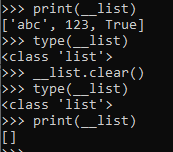 >>> print(__list)
['abc', 123, True]
>>> type(__list)
<class 'list'>
>>> __list.clear()
>>> type(__list)
<class 'list'>
>>> print(__list)
[]
>>>